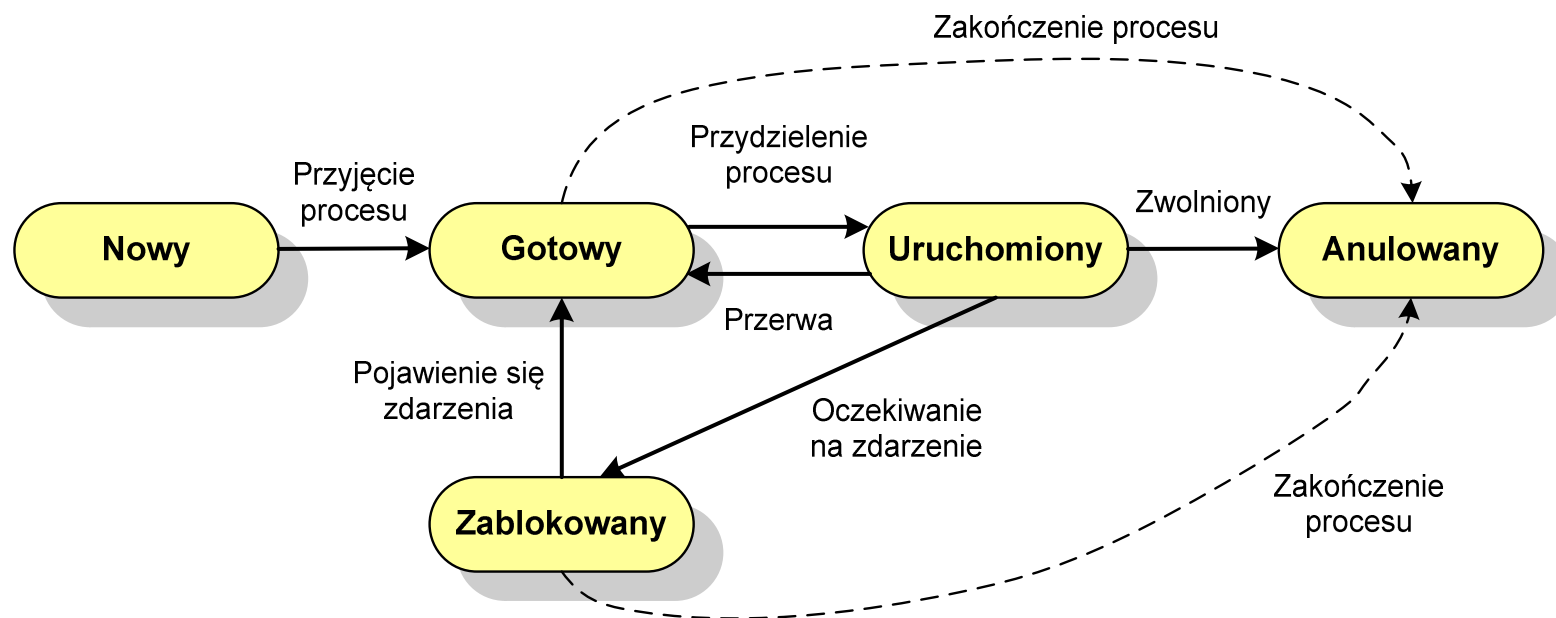 Zakończenie procesu
Przydzielenie
procesu
Przyjęcie
procesu
Zwolniony
Nowy
Gotowy
Uruchomiony
Anulowany
Przerwa
Pojawienie się
zdarzenia
Oczekiwanie
na zdarzenie
Zablokowany
Zakończenie
procesu